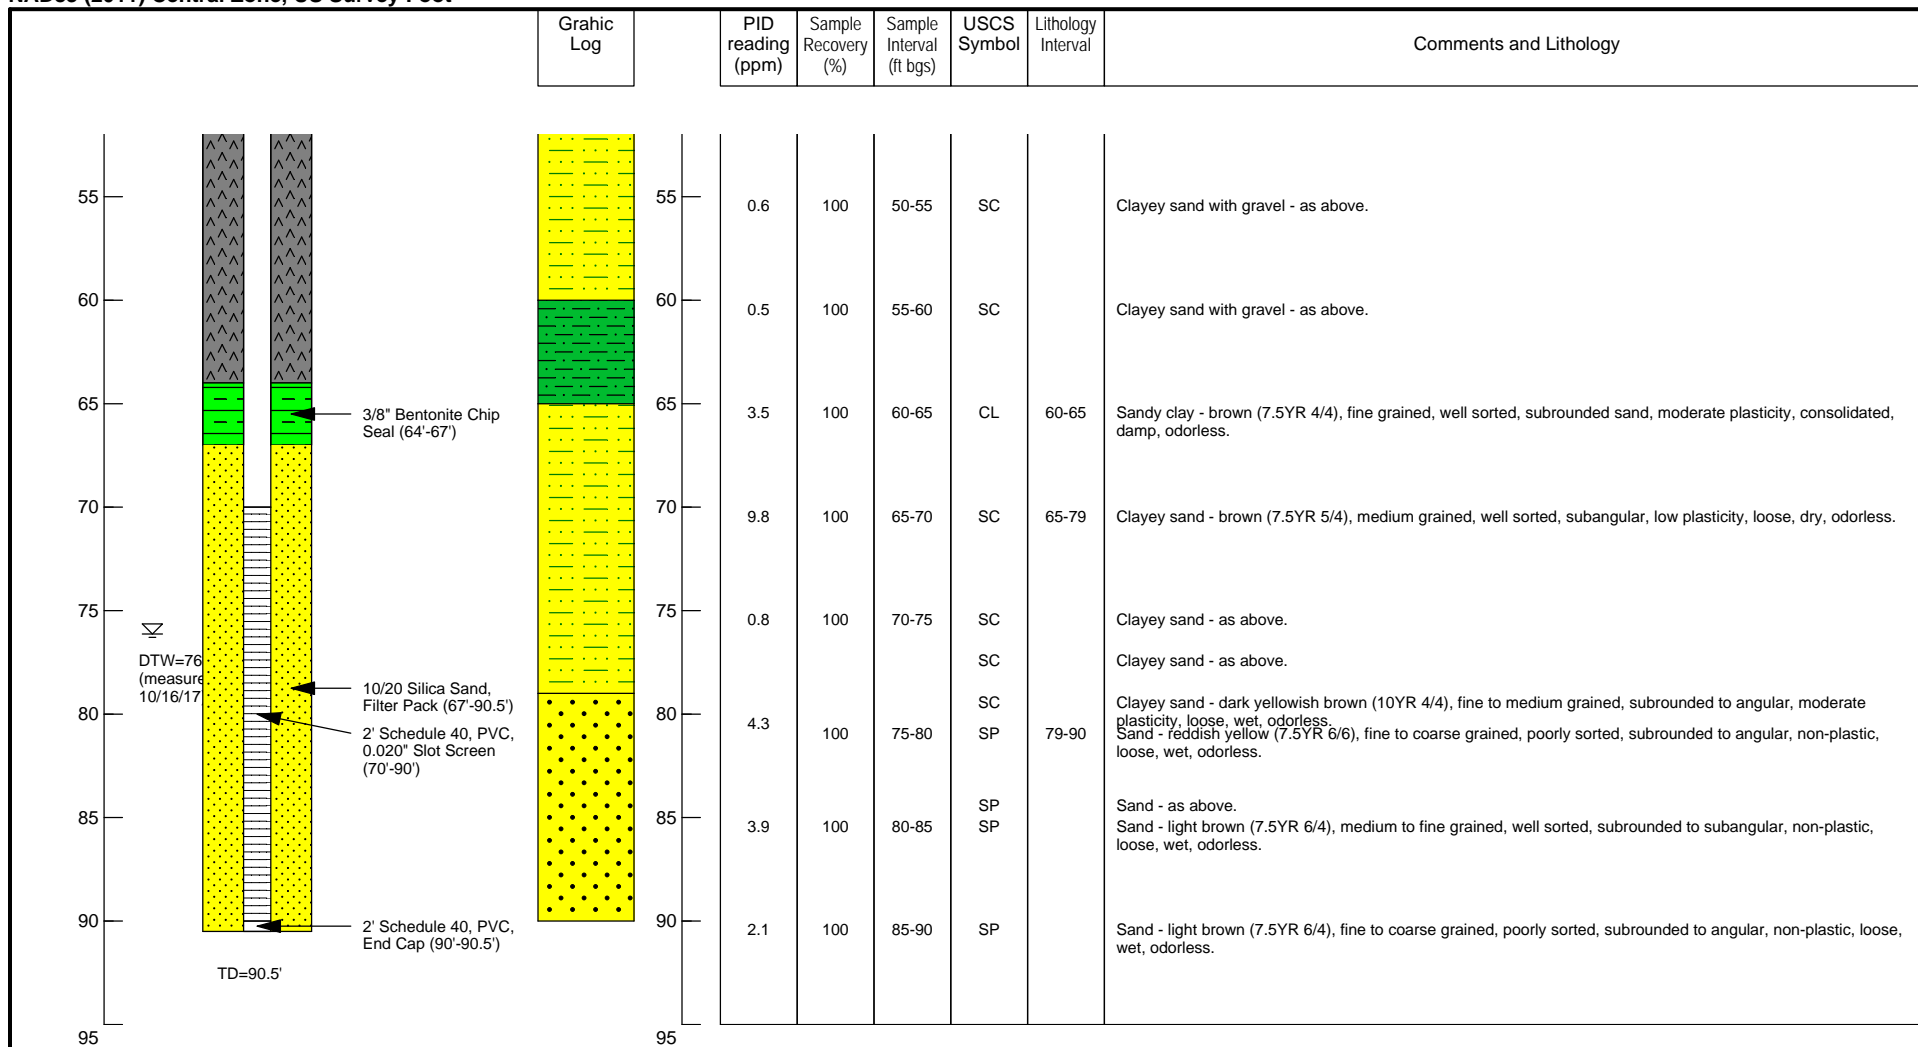 Grahic
Log
PID
reading
(ppm)
Sample
Recovery
(%)
Sample
Interval
(ft bgs)
USCS
Symbol
Lithology
Interval
Comments and Lithology
55 55 0.6 100 50-55 SC Clayey sand with gravel - as above.
60 60 0.5 100 55-60 SC Clayey sand with gravel - as above.
65 65 3.5 100 60-65 CL 60-65 Sandy clay - brown (7.5YR 4/4), fine grained, well sorted, subrounded sand, moderate plasticity, consolidated,
damp, odorless.
3/8" Bentonite Chip
Seal (64'-67')
70 70 9.8 100 65-70 SC 65-79 Clayey sand - brown (7.5YR 5/4), medium grained, well sorted, subangular, low plasticity, loose, dry, odorless.
75 75 0.8 100 70-75 SC Clayey sand - as above.
SC Clayey sand - as above.
DTW=76
(measure
10/16/17
10/20 Silica Sand,
Filter Pack (67'-90.5')
80 80 4.3 SC Clayey sand - dark yellowish brown (10YR 4/4), fine to medium grained, subrounded to angular, moderate
plasticity, loose, wet, odorless.
100 75-80 SP 79-90 Sand - reddish yellow (7.5YR 6/6), fine to coarse grained, poorly sorted, subrounded to angular, non-plastic,
loose, wet, odorless.
2' Schedule 40, PVC,
0.020" Slot Screen
(70'-90')
SP Sand - as above.
85 85 3.9 100 80-85 SP Sand - light brown (7.5YR 6/4), medium to fine grained, well sorted, subrounded to subangular, non-plastic,
loose, wet, odorless.
90 90 2.1 100 85-90 SP Sand - light brown (7.5YR 6/4), fine to coarse grained, poorly sorted, subrounded to angular, non-plastic, loose,
wet, odorless.
2' Schedule 40, PVC,
End Cap (90'-90.5')
TD=90.5'
95 95